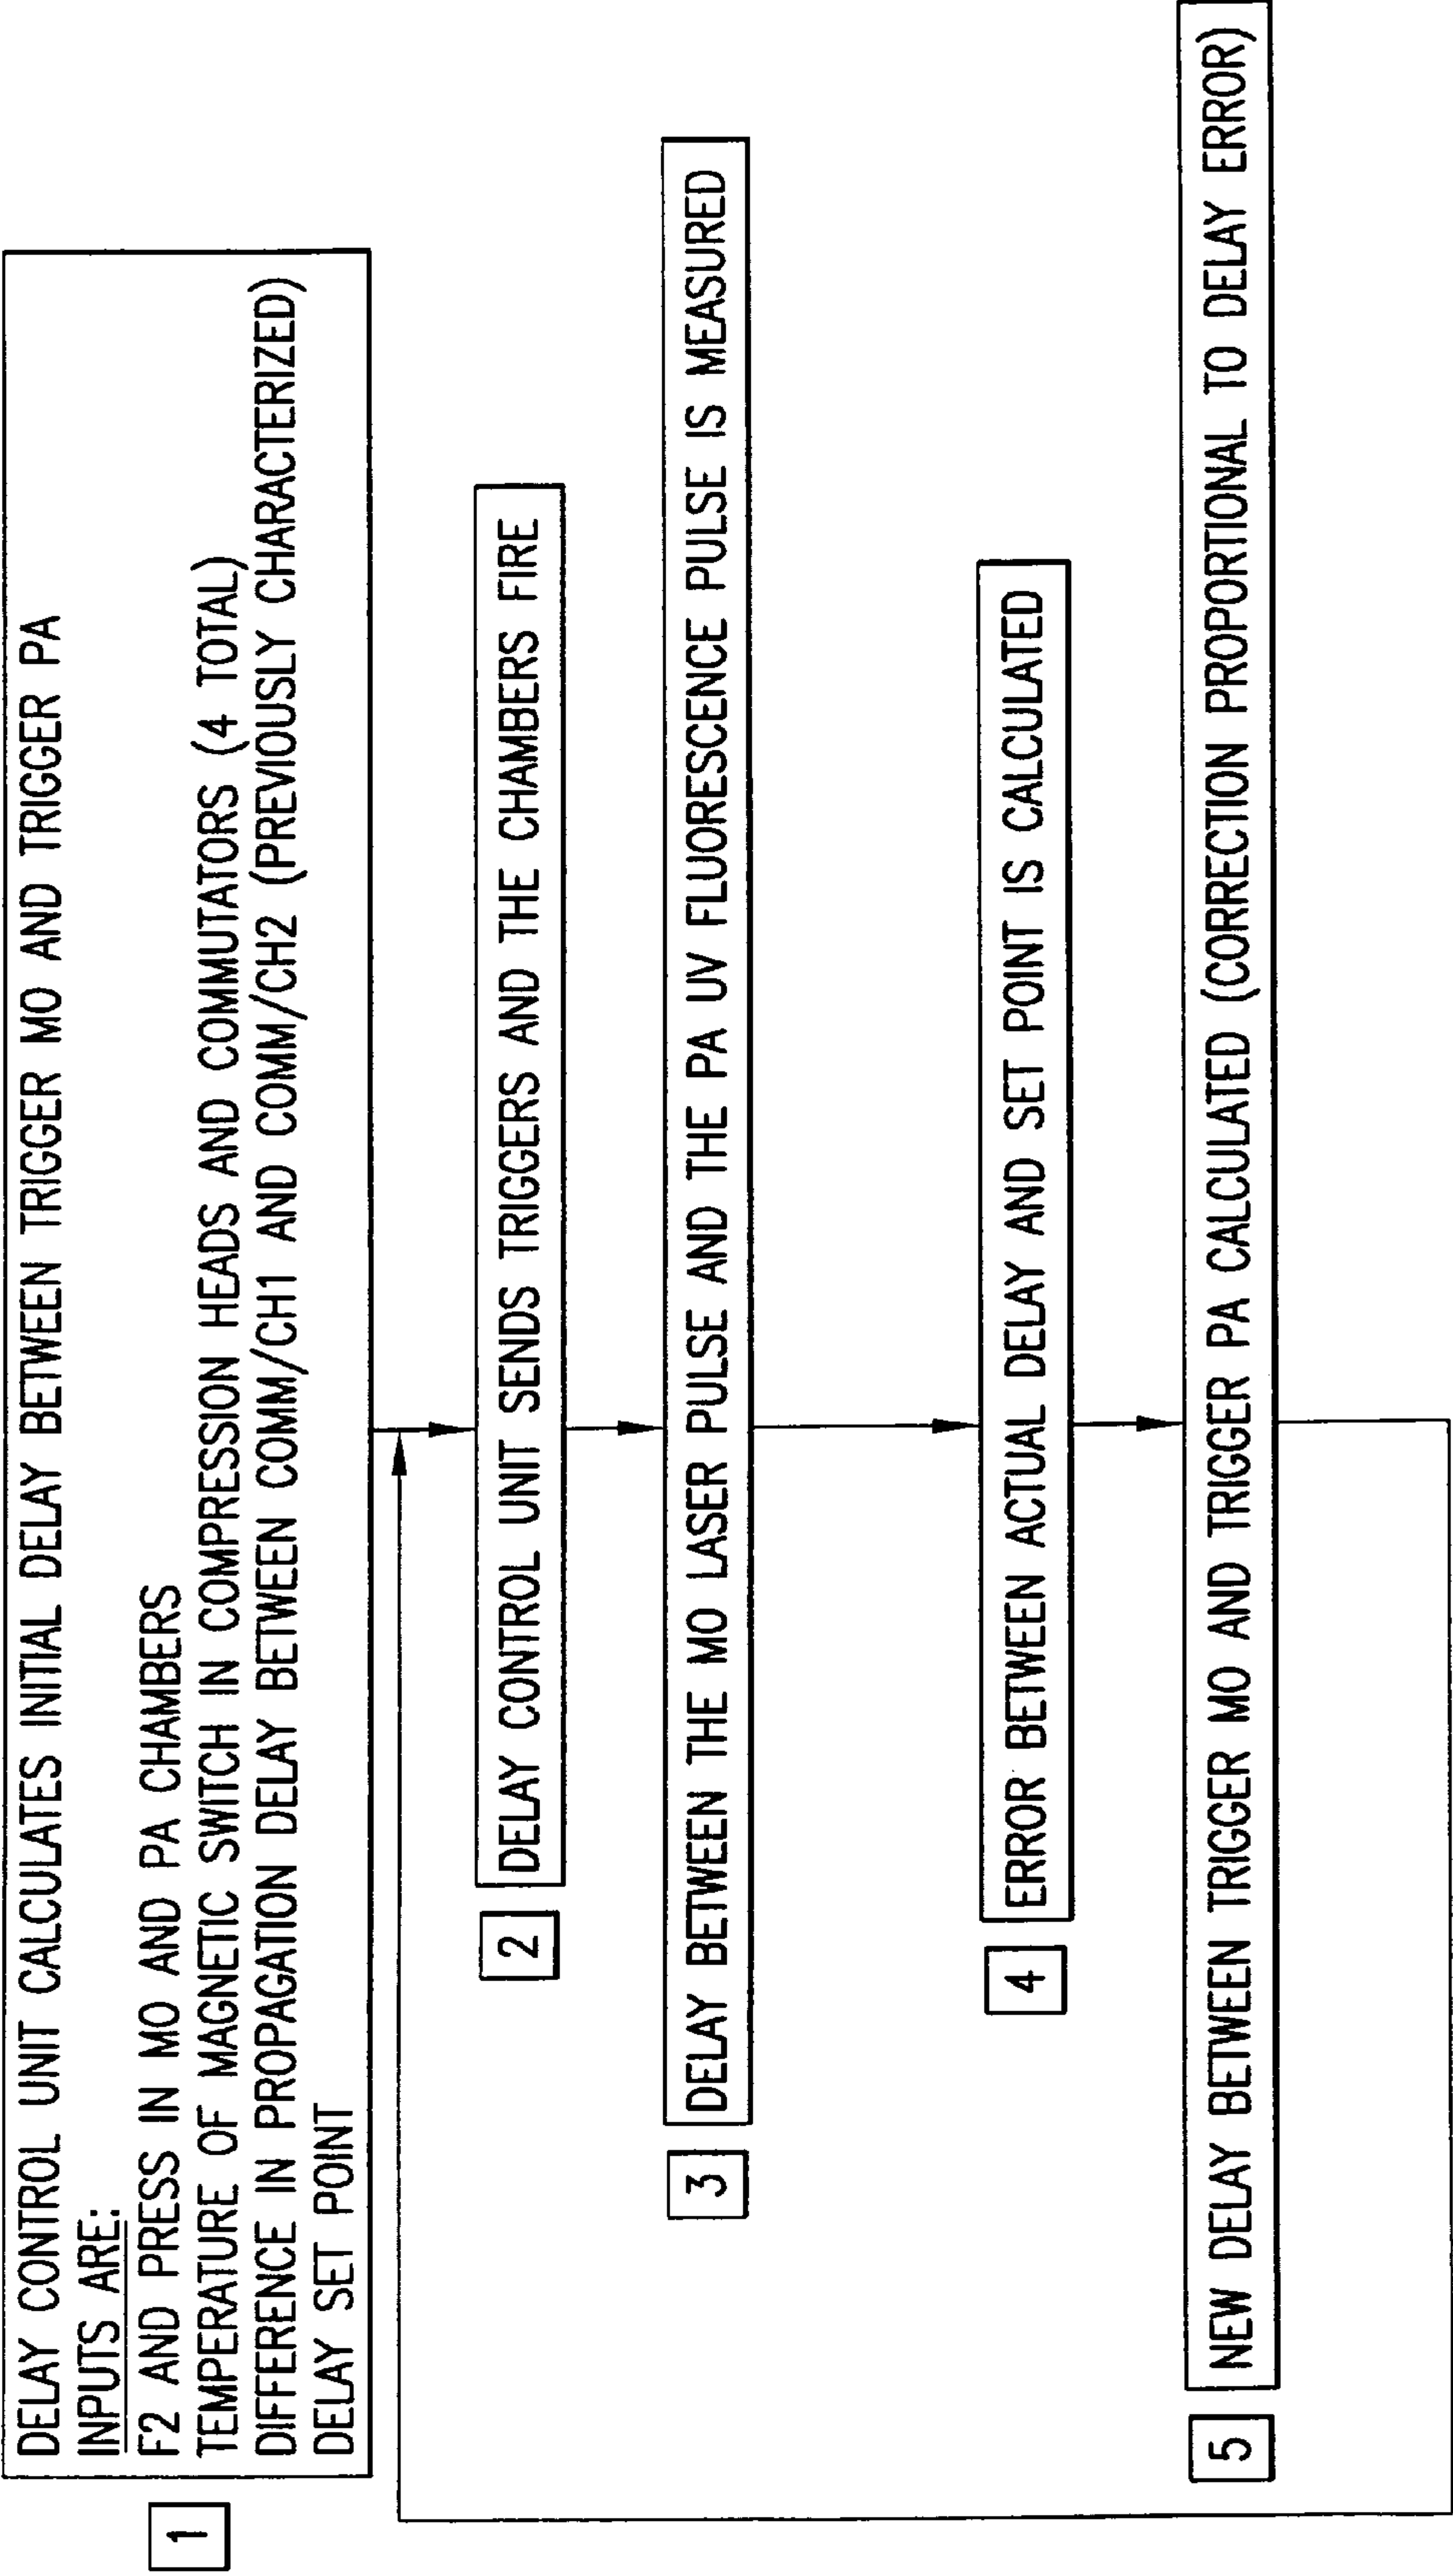 DELAY CONTROL UNIT CALCULATES INITIAL DELAY BETWEEN TRIGGER MO AND TRIGGER PA
INPUTS ARE:
F2 AND PRESS IN MO AND PA CHAMBERS
TEMPERATURE OF MAGNETIC SWITCH IN COMPRESSION HEADS AND COMMUTATORS (4 TOTAL)
DIFFERENCE IN PROPAGATION DELAY BETWEEN COMM/CH1 AND COMM/CH2 (PREVIOUSLY CHARACTERIZED)
DELAY SET POINT
1
2
DELAY CONTROL UNIT SENDS TRIGGERS AND THE CHAMBERS FIRE
3
DELAY BETWEEN THE MO LASER PULSE AND THE PA UV FLUORESCENCE PULSE IS MEASURED
4
ERROR BETWEEN ACTUAL DELAY AND SET POINT IS CALCULATED
5
NEW DELAY BETWEEN TRIGGER MO AND TRIGGER PA CALCULATED (CORRECTION PROPORTIONAL TO DELAY ERROR)